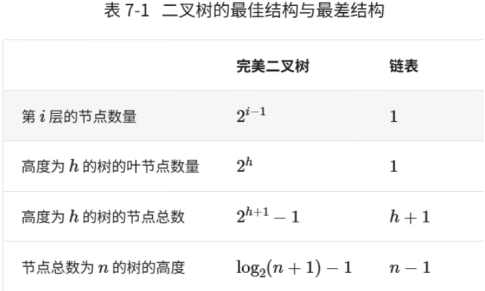 表 7-1 二叉树的最佳结构与最差结构
完美二叉树 链表
第 i 层的节点数量 2^{i−1} 1
高度为 h 的树的叶节点数量 2^h 1
高度为 h 的树的节点总数 2^{h+1} − 1 h + 1
节点总数为 n 的树的高度 log₂(n + 1) − 1 n − 1